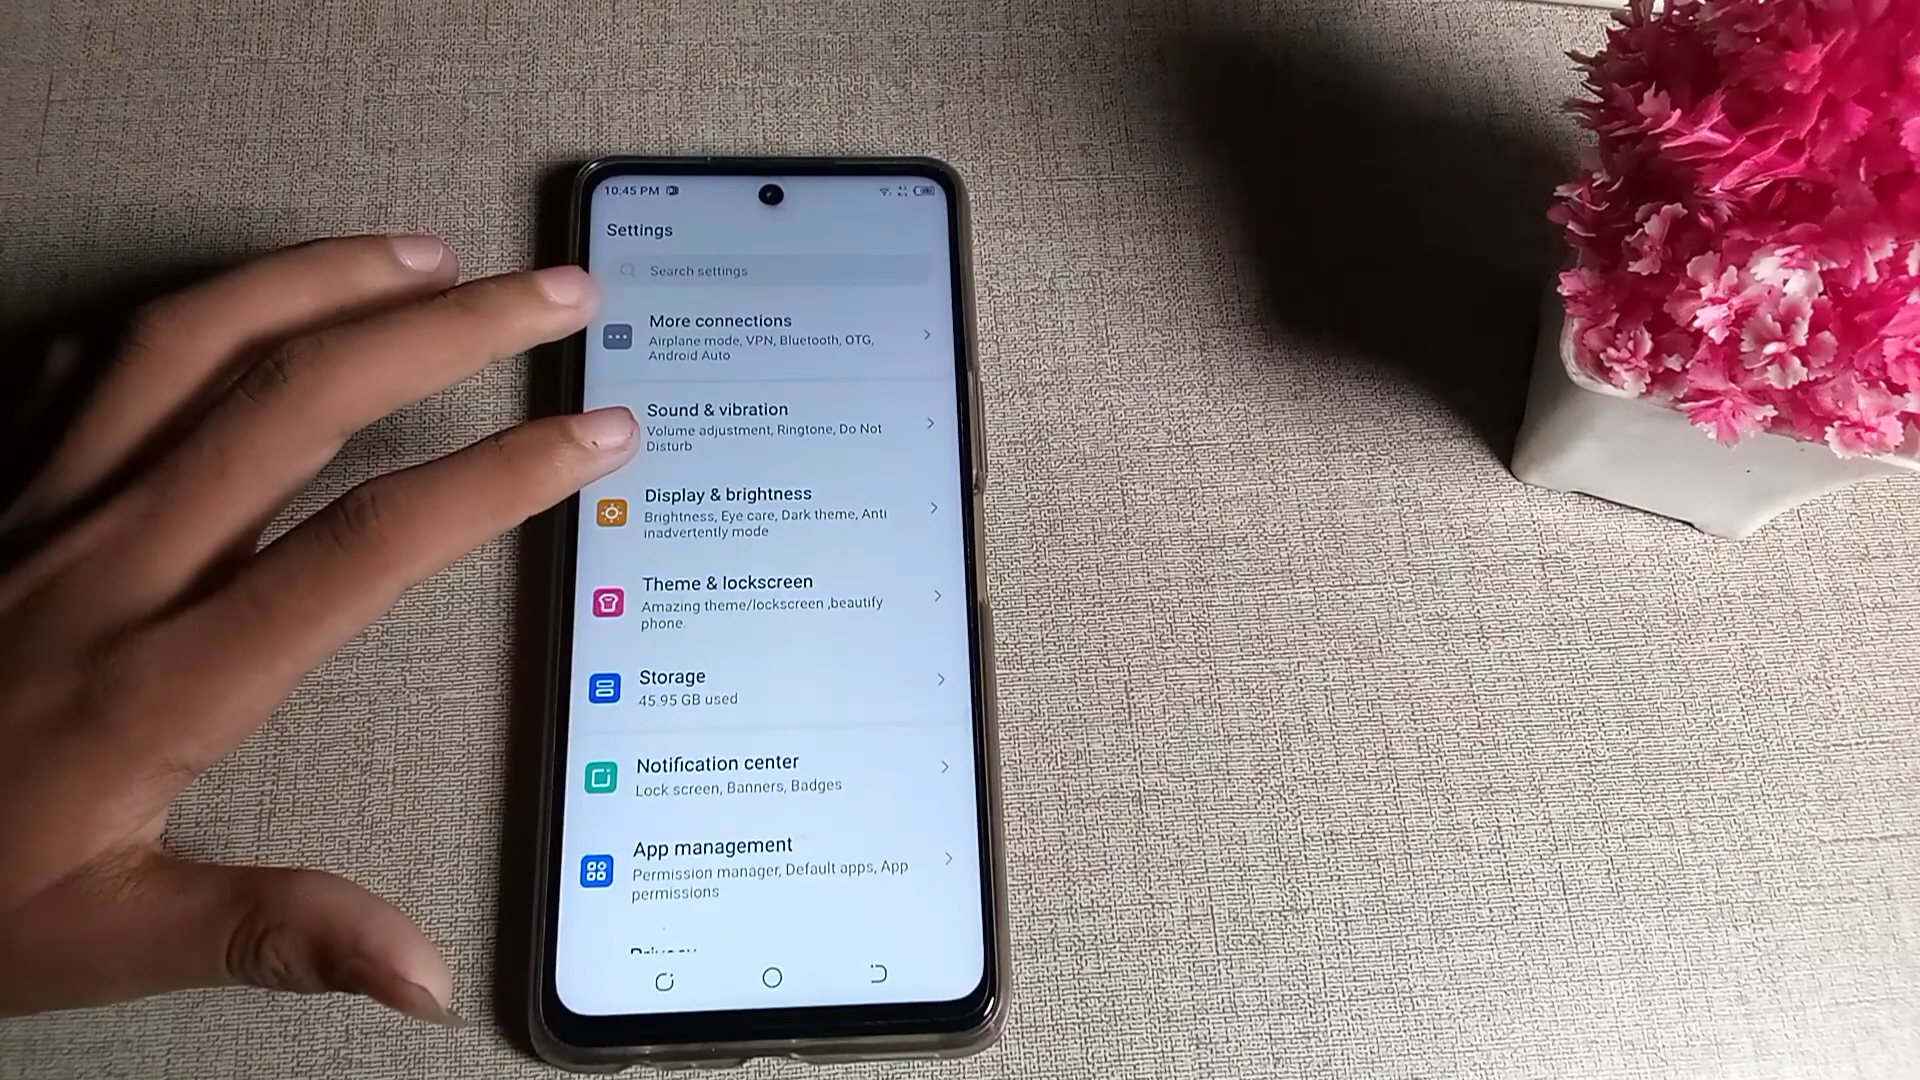 10:45 PM
Settings
Search settings
More connections
Airplane mode, VPN, Bluetooth, OTG,
Android Auto
Sound & vibration
Volume adjustment, Ringtone, Do Not
Disturb
Display & brightness
Brightness, Eye care, Dark theme, Anti
inadvertently mode
Theme & lockscreen
Amazing theme/lockscreen ,beautify
phone.
Storage
45.95 GB used
Notification center
Lock screen, Banners, Badges
App management
Permission manager, Default apps, App
permissions